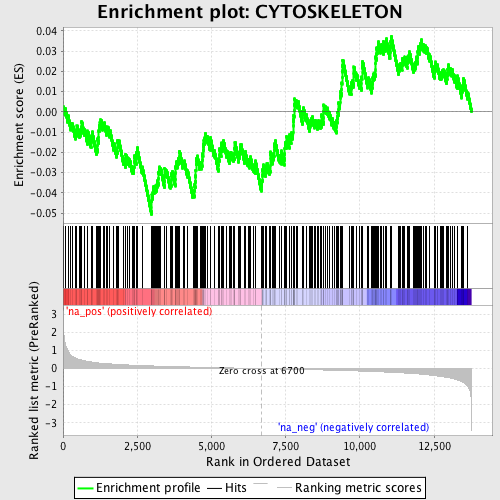 Enrichment plot: CYTOSKELETON
Enrichment score (ES)
0.04
0.03
0.02
0.01
0.00
-0.01
-0.02
-0.03
-0.04
-0.05
Ranked list metric (PreRanked)
3
2
1
0
-1
-2
-3
'na_pos' (positively correlated)
Zero cross at 6700
'na_neg' (negatively correlated)
0
2,500
5,000
7,500
10,000
12,500
Rank in Ordered Dataset
Enrichment profile
Hits
Ranking metric scores